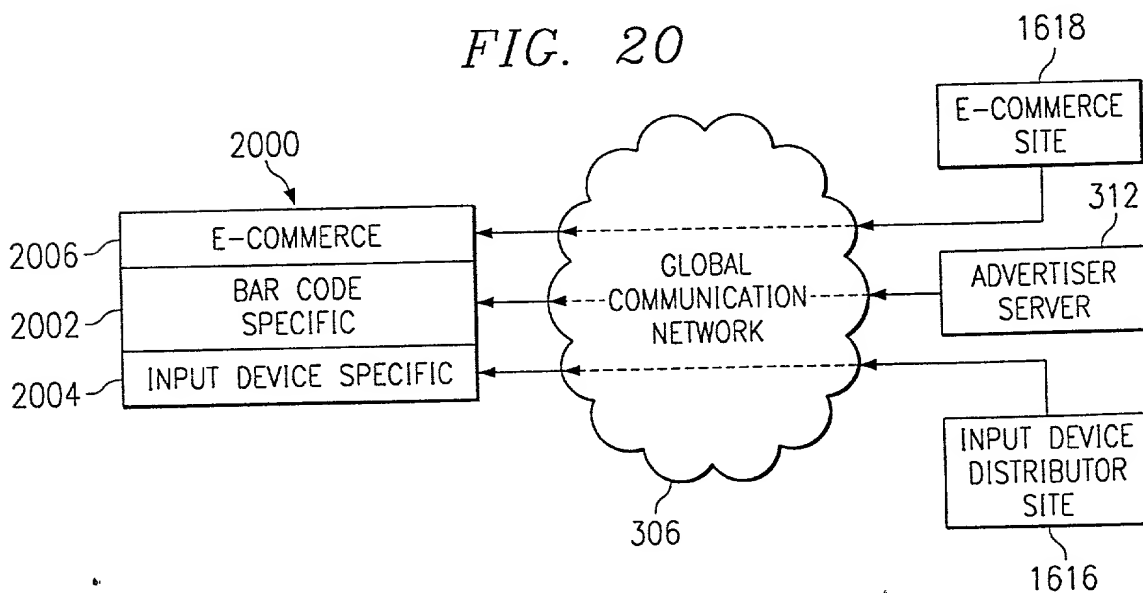 FIG. 20
1618
E-COMMERCE
SITE
2000
312
2006
E-COMMERCE
BAR CODE
SPECIFIC
2002
INPUT DEVICE SPECIFIC
2004
GLOBAL
COMMUNICATION
NETWORK
ADVERTISER
SERVER
INPUT DEVICE
DISTRIBUTOR
SITE
306
1616